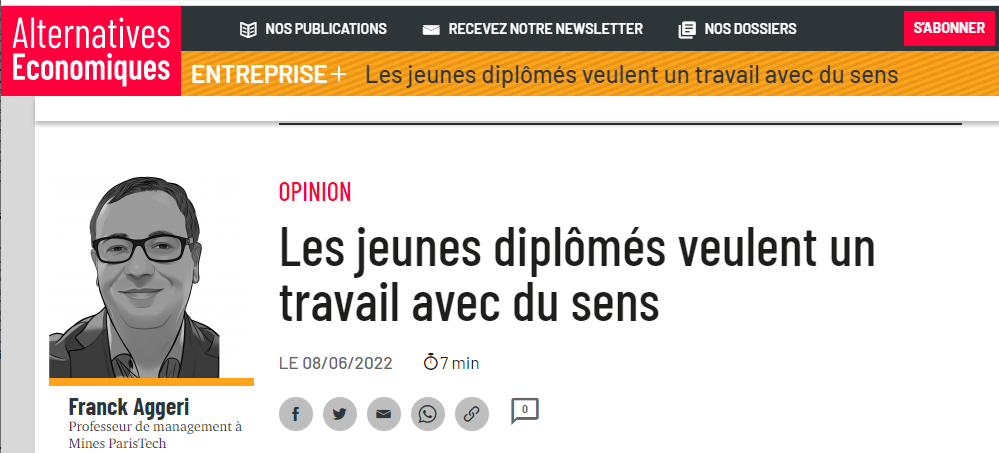 Alternatives
Economiques
NOS PUBLICATIONS RECEVEZ NOTRE NEWSLETTER NOS DOSSIERS S'ABONNER
ENTREPRISE+ Les jeunes diplômés veulent un travail avec du sens
OPINION
Les jeunes diplômés veulent un
travail avec du sens
LE 08/06/2022 7 min
0
Franck Aggeri
Professeur de management à
Mines ParisTech